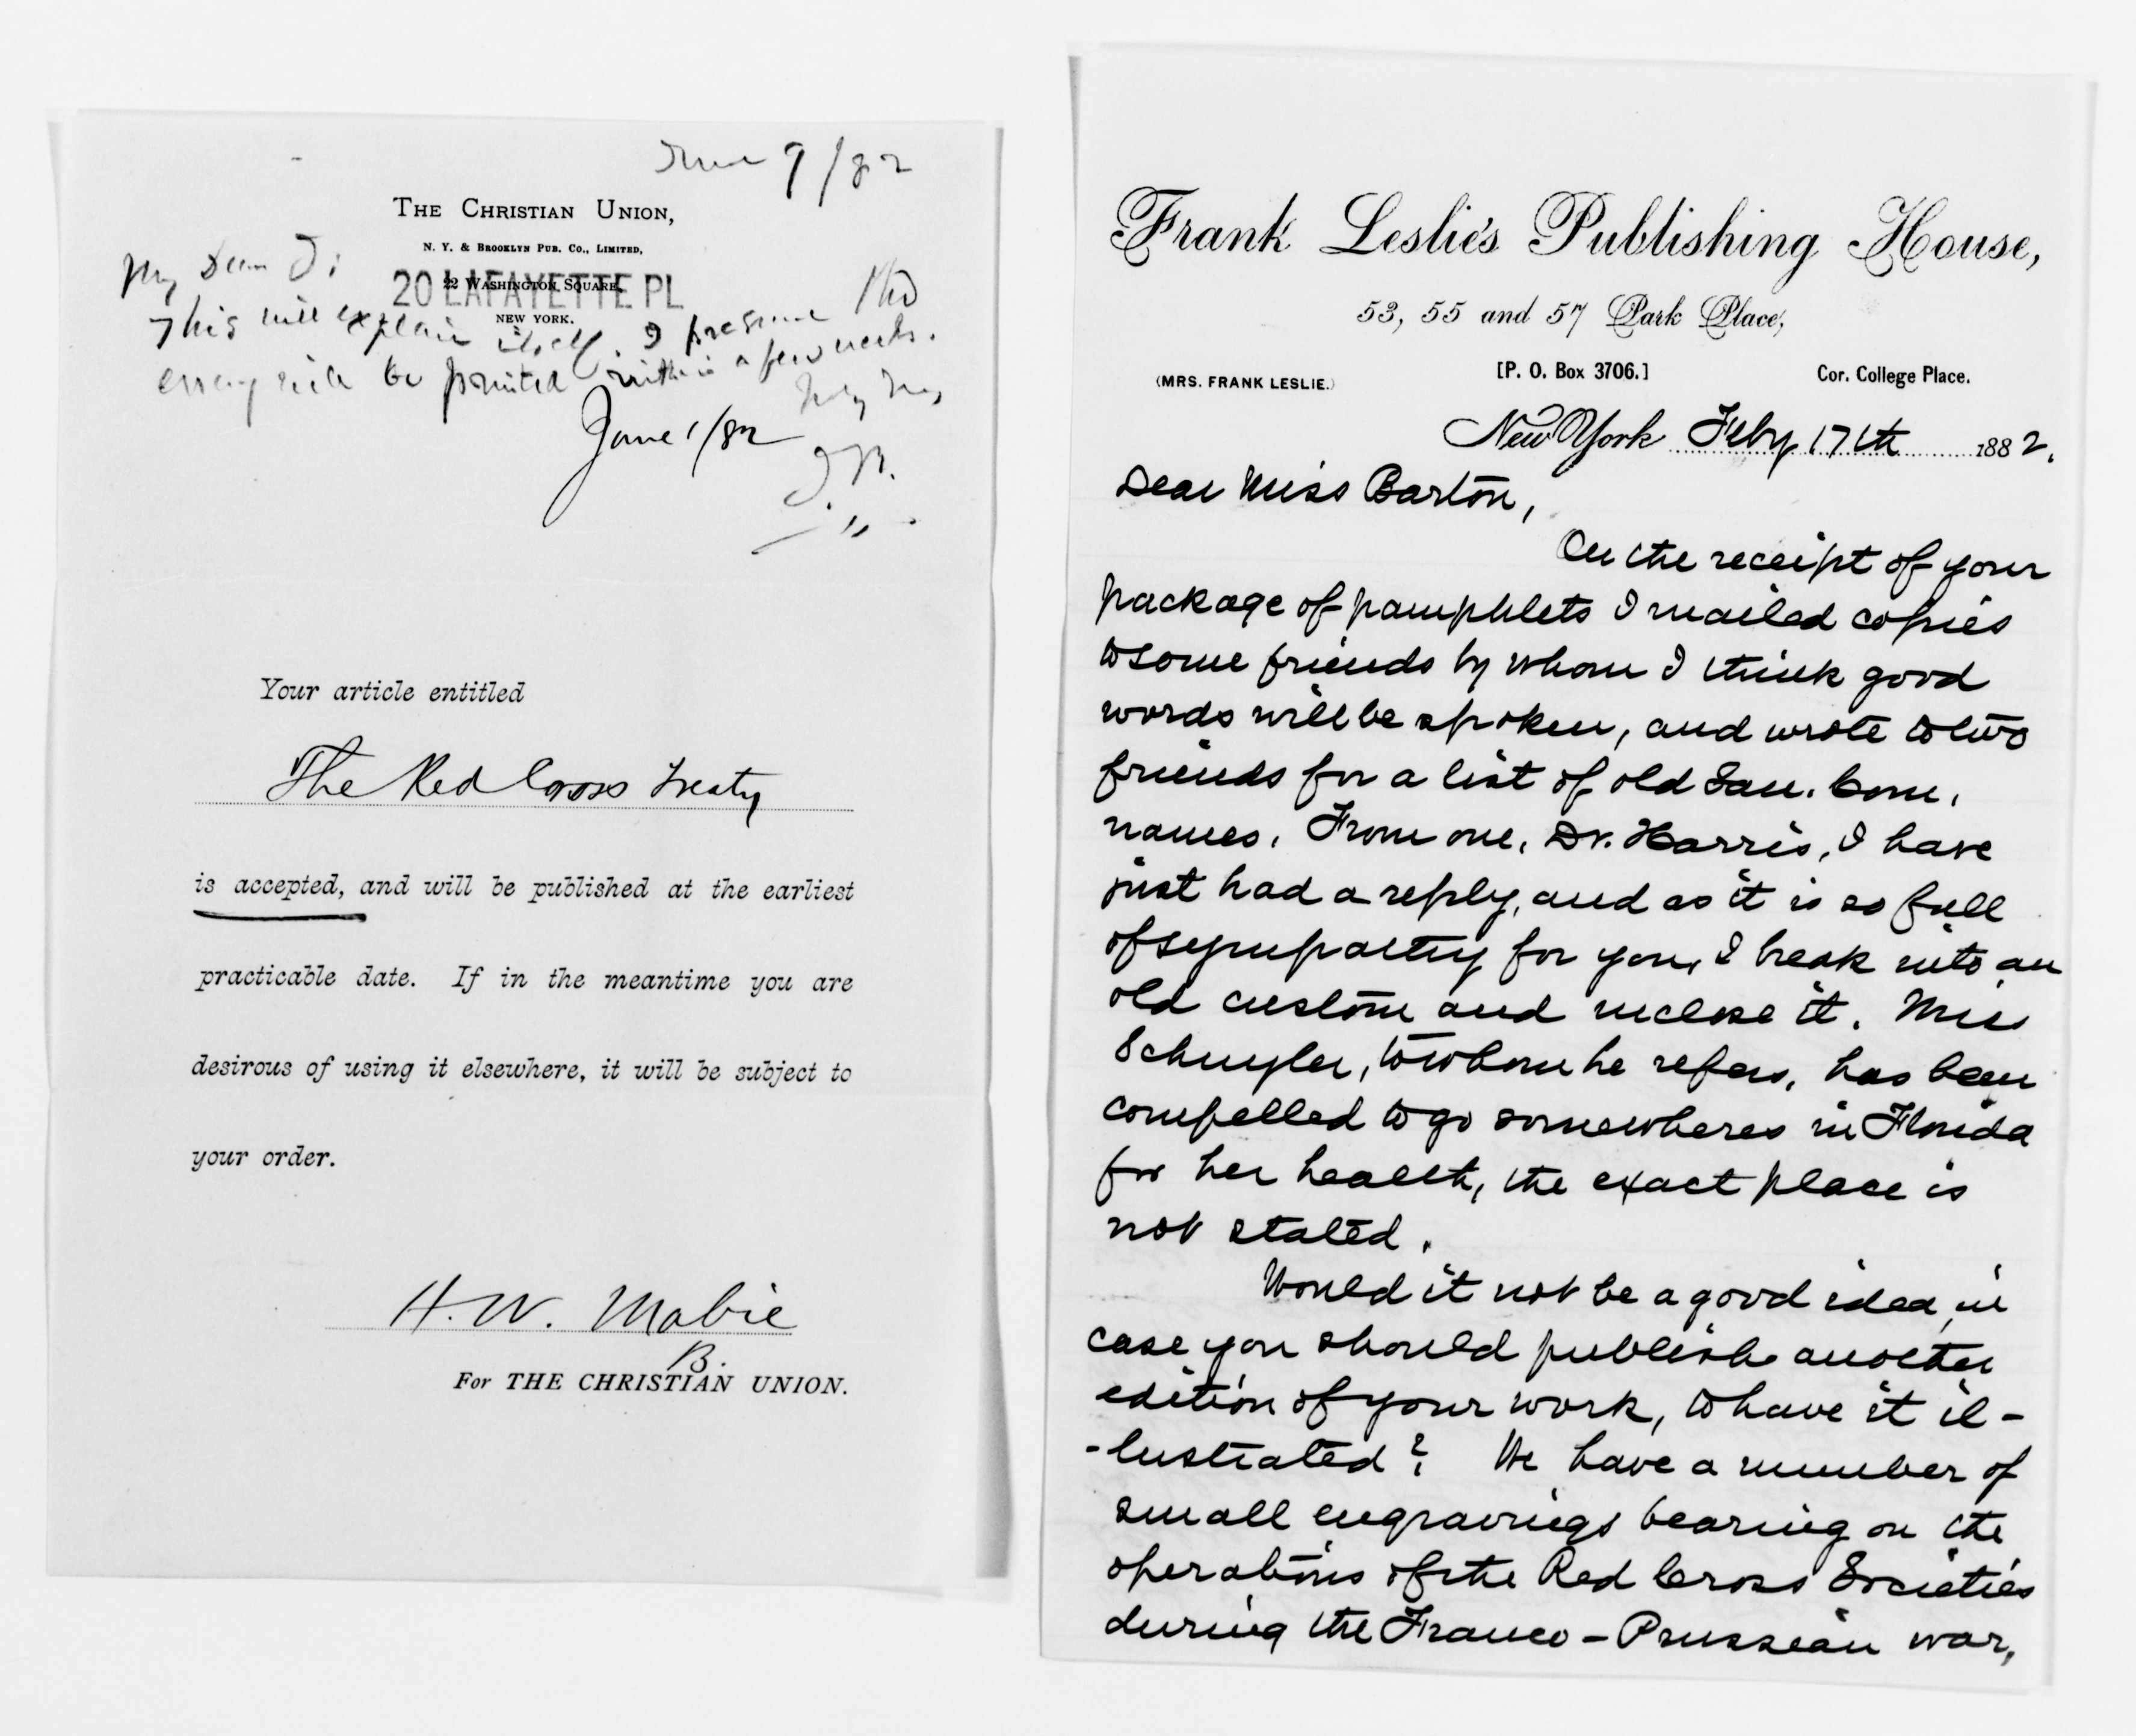 June 9/82
THE CHRISTIAN UNION,
N. Y. & BROOKLYN PUB. CO., LIMITED,
22 WASHINGTON SQUARE,
20 LAFAYETTE PL
NEW YORK.
My Dear
This will explain itself. I presume the
essay will be printed within a few weeks.
June 1/82
Your article entitled
The Red Cross Treaty
is accepted, and will be published at the earliest
practicable date. If in the meantime you are
desirous of using it elsewhere, it will be subject to
your order.
H. W. Mabie
B.
For THE CHRISTIAN UNION.
Frank Leslie's Publishing House,
53, 55 and 57 Park Place,
(MRS. FRANK LESLIE.) [P. O. Box 3706.] Cor. College Place.
New York Feby 17th 1882.
Dear Miss Barton,
On the receipt of your
package of pamphlets I mailed copies
to some friends by whom I think good
words will be spoken, and wrote to two
friends for a list of old San. Com.
names. From one, Dr. Harris, I have
just had a reply, and as it is so full
of sympathy for you, I break into an
old custom and inclose it. Miss
Schuyler, to whom he refers, has been
compelled to go somewheres in Florida
for her health, the exact place is
not stated.
Would it not be a good idea, in
case you should publish another
edition of your work, to have it il-
-lustrated? We have a number of
small engravings bearing on the
operations of the Red Cross Societies
during the Franco-Prussian war,